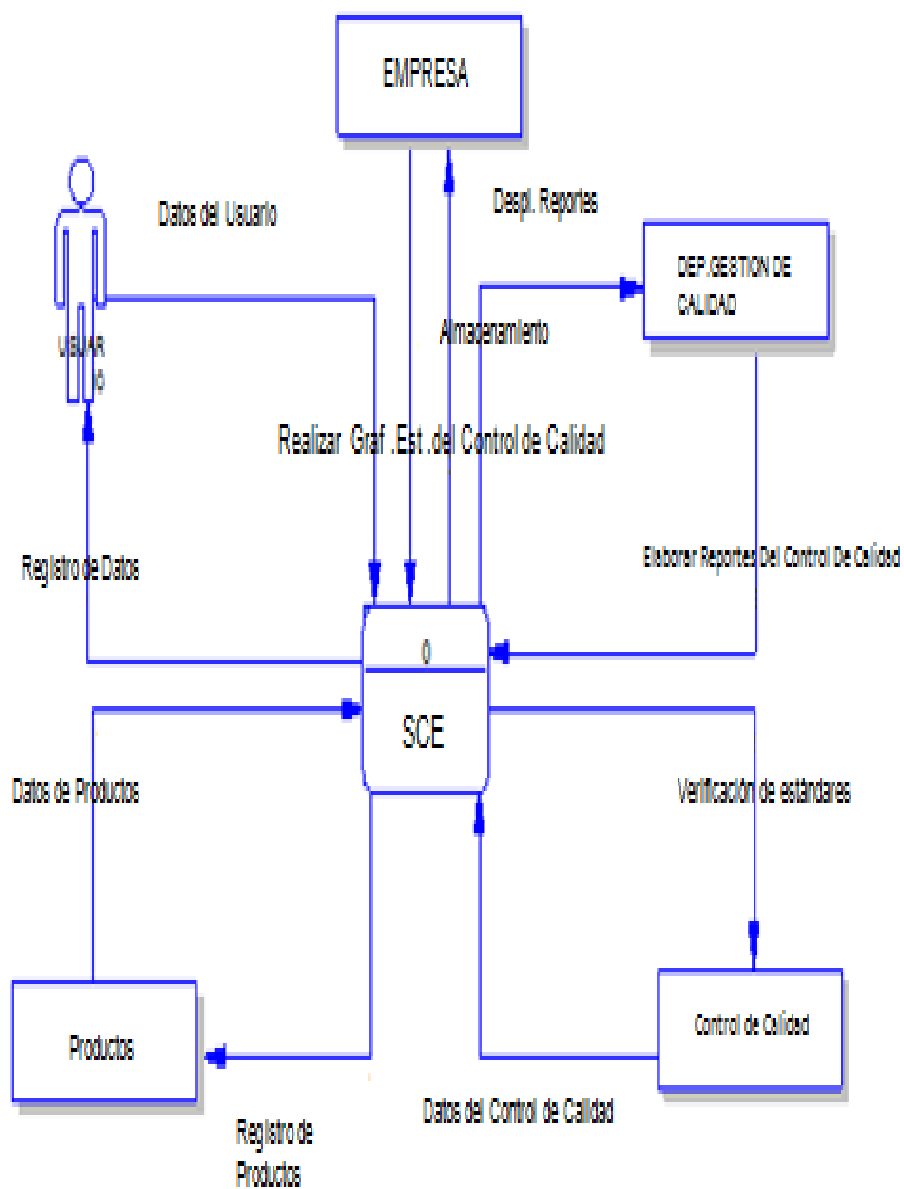 EMPRESA
Datos del Usuario
Despl. Reportes
DEP.GESTION DE
CALIDAD
Almacenamiento
USUAR
IO
Realizar Graf .Est .del Control de Calidad
Registro de Datos
Elaborar Reportes Del Control De Calidad
0
SCE
Datos de Productos
Verificación de estándares
Productos
Control de Calidad
Datos del Control de Calidad
Registro de
Productos